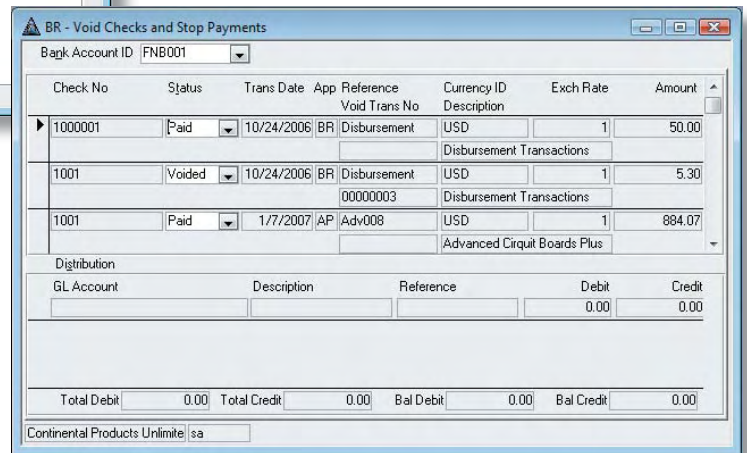 BR - Void Checks and Stop Payments
Bank Account ID FNB001
Check No Status Trans Date App Reference Currency ID Exch Rate Amount
Void Trans No Description
1000001 Paid 10/24/2006 BR Disbursement USD 1 50.00
Disbursement Transactions
1001 Voided 10/24/2006 BR Disbursement USD 1 5.30
00000003 Disbursement Transactions
1001 Paid 1/7/2007 AP Adv008 USD 1 884.07
Advanced Cirquit Boards Plus
Distribution
GL Account Description Reference Debit Credit
0.00 0.00
Total Debit 0.00 Total Credit 0.00 Bal Debit 0.00 Bal Credit 0.00
Continental Products Unlimite sa